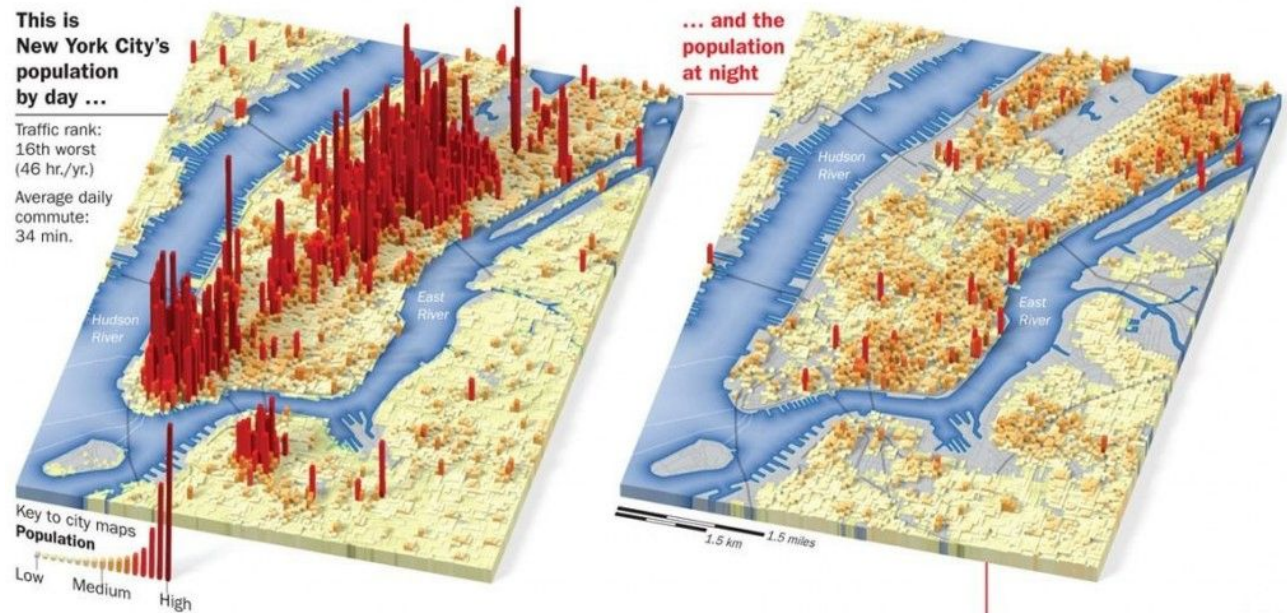 This is
New York City's
population
by day ...
Traffic rank:
16th worst
(46 hr./yr.)
Average daily
commute:
34 min.
Hudson
River
East
River
Key to city maps
Population
Low
Medium
High
... and the
population
at night
Hudson
River
East
River
1.5 km
1.5 miles